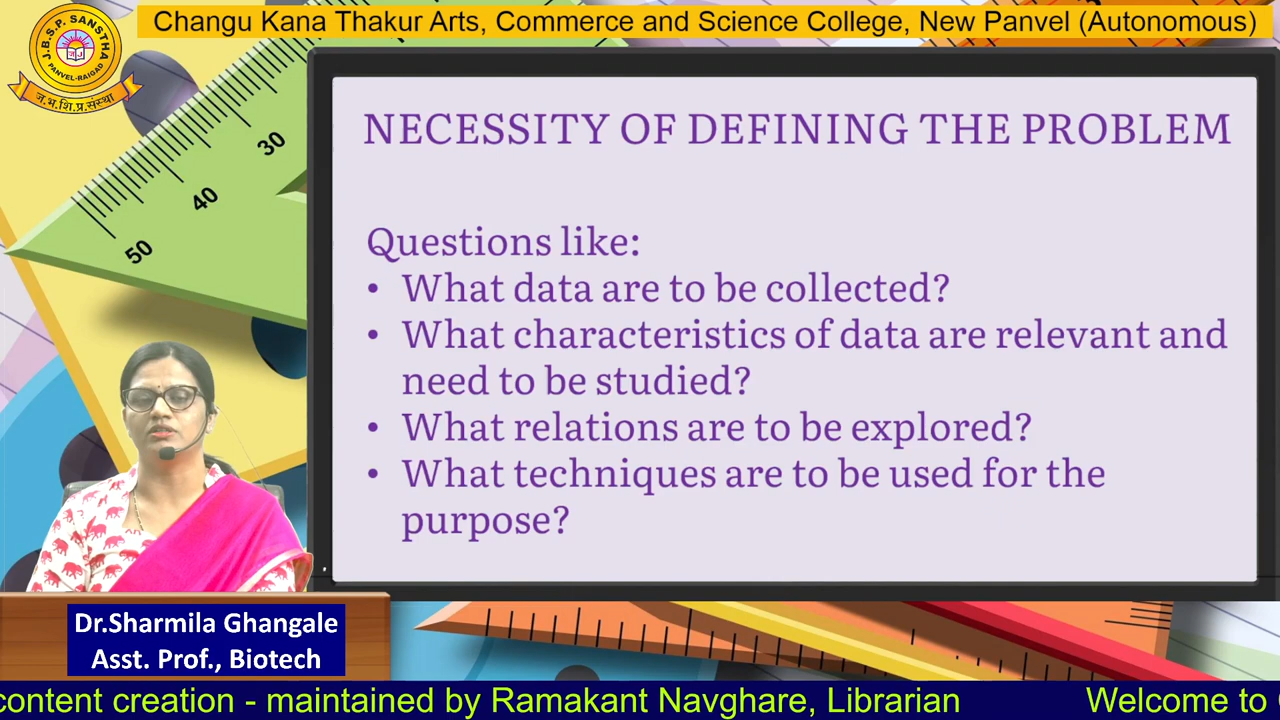 Changu Kana Thakur Arts, Commerce and Science College, New Panvel (Autonomous)
J.B.S.P. SANSTHA
PANVEL-RAIGAD
ज.भ.शि.प्र.संस्था
30
40
50
NECESSITY OF DEFINING THE PROBLEM
Questions like:
• What data are to be collected?
• What characteristics of data are relevant and
need to be studied?
• What relations are to be explored?
• What techniques are to be used for the
purpose?
Dr.Sharmila Ghangale
Asst. Prof., Biotech
content creation - maintained by Ramakant Navghare, Librarian
Welcome to